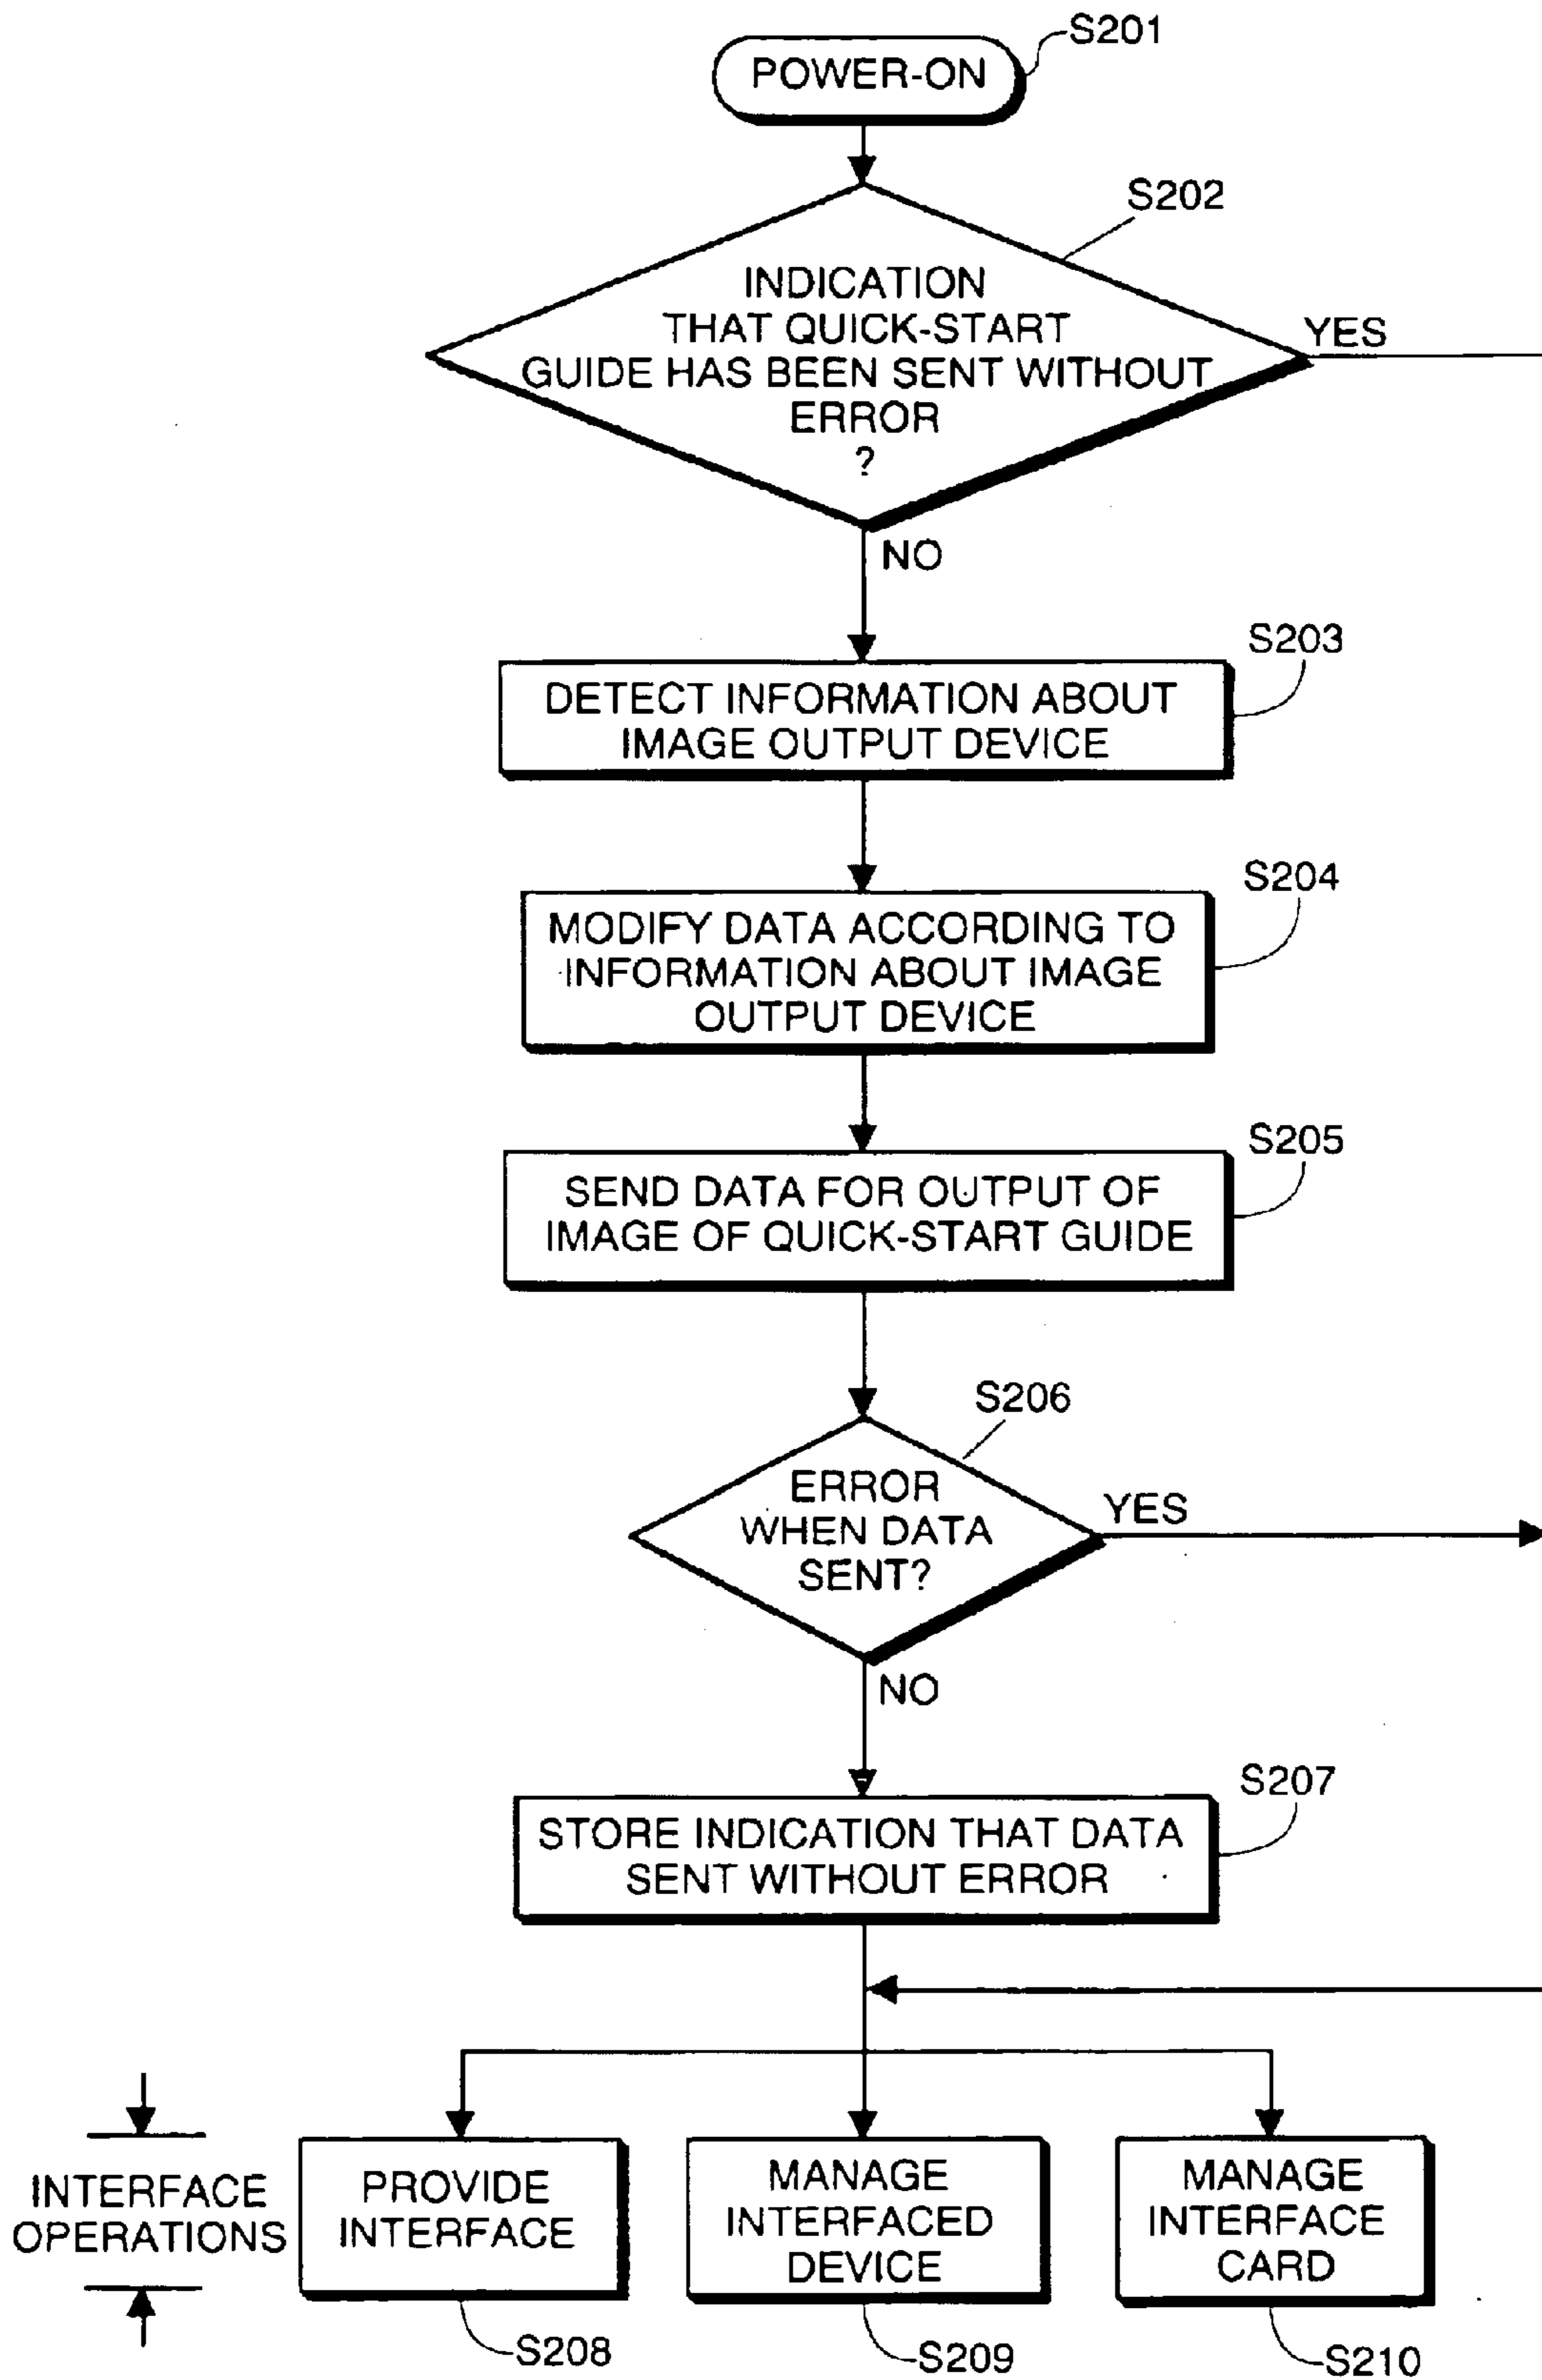 S201
POWER-ON
S202
INDICATION
THAT QUICK-START
GUIDE HAS BEEN SENT WITHOUT
ERROR
?
YES
NO
S203
DETECT INFORMATION ABOUT
IMAGE OUTPUT DEVICE
S204
MODIFY DATA ACCORDING TO
INFORMATION ABOUT IMAGE
OUTPUT DEVICE
S205
SEND DATA FOR OUTPUT OF
IMAGE OF QUICK-START GUIDE
S206
ERROR
WHEN DATA
SENT?
YES
NO
S207
STORE INDICATION THAT DATA
SENT WITHOUT ERROR
INTERFACE
OPERATIONS
PROVIDE
INTERFACE
MANAGE
INTERFACED
DEVICE
MANAGE
INTERFACE
CARD
S208
S209
S210